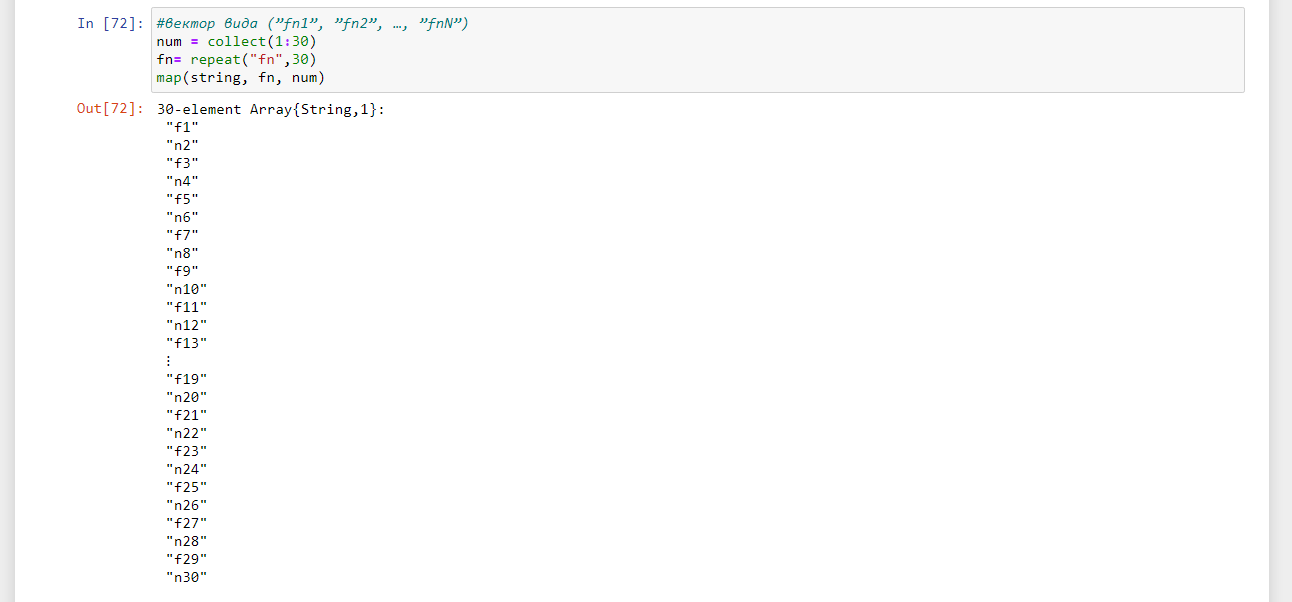 In [72]: #вектор вида (”fn1”, ”fn2”, …, ”fnN”)
num = collect(1:30)
fn= repeat("fn",30)
map(string, fn, num)
Out[72]: 30-element Array{String,1}:
"f1"
"n2"
"f3"
"n4"
"f5"
"n6"
"f7"
"n8"
"f9"
"n10"
"f11"
"n12"
"f13"
⋮
"f19"
"n20"
"f21"
"n22"
"f23"
"n24"
"f25"
"n26"
"f27"
"n28"
"f29"
"n30"